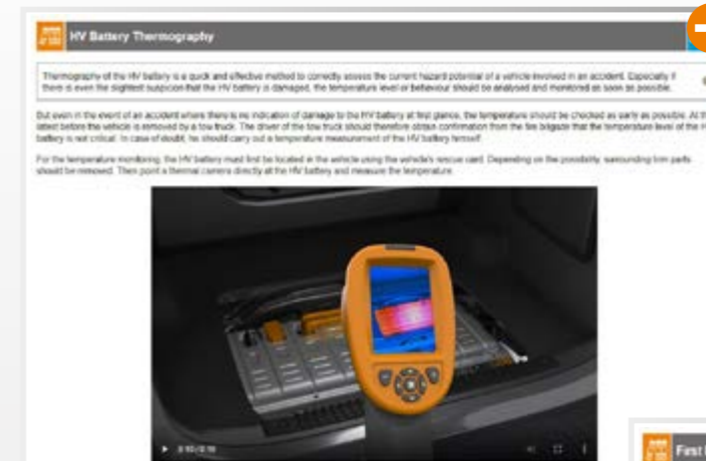 HV Battery Thermography
Thermography of the HV battery is a quick and effective method to correctly assess the current hazard potential of a vehicle involved in an accident. Especially if
there is even the slightest suspicion that the HV battery is damaged, the temperature level or behaviour should be analysed and monitored as soon as possible.
But even in the event of an accident where there is no indication of damage to the HV battery at first glance, the temperature should be checked as early as possible. At the
latest before the vehicle is removed by a tow truck. The driver of the tow truck should therefore obtain confirmation from the fire brigade that the temperature level of the HV
battery is not critical. In case of doubt, he should carry out a temperature measurement of the HV battery himself.
For the temperature monitoring, the HV battery must first be located in the vehicle using the vehicle's rescue card. Depending on the possibility, surrounding trim parts
should be removed. Then point a thermal camera directly at the HV battery and measure the temperature.
First